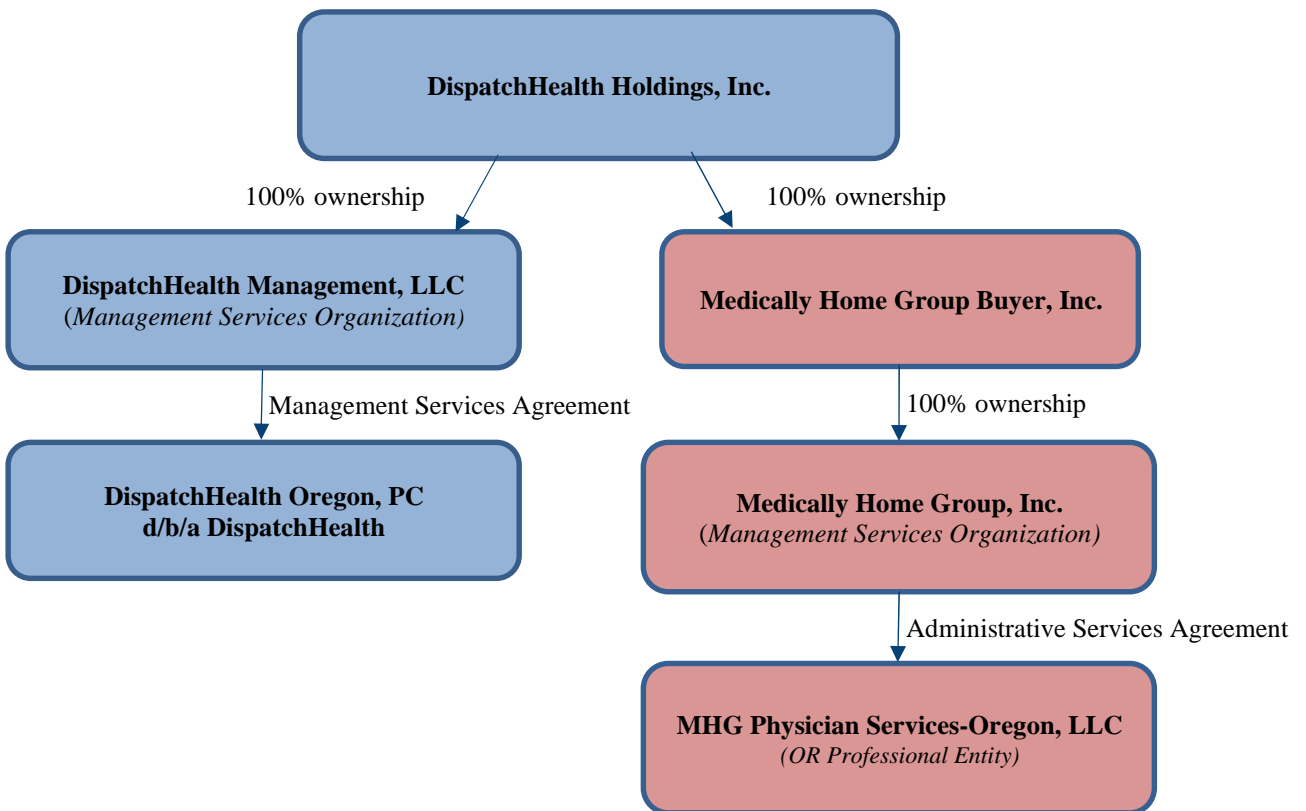 DispatchHealth Holdings, Inc.
100% ownership
100% ownership
DispatchHealth Management, LLC
(Management Services Organization)
Medically Home Group Buyer, Inc.
Management Services Agreement
100% ownership
DispatchHealth Oregon, PC
d/b/a DispatchHealth
Medically Home Group, Inc.
(Management Services Organization)
Administrative Services Agreement
MHG Physician Services-Oregon, LLC
(OR Professional Entity)